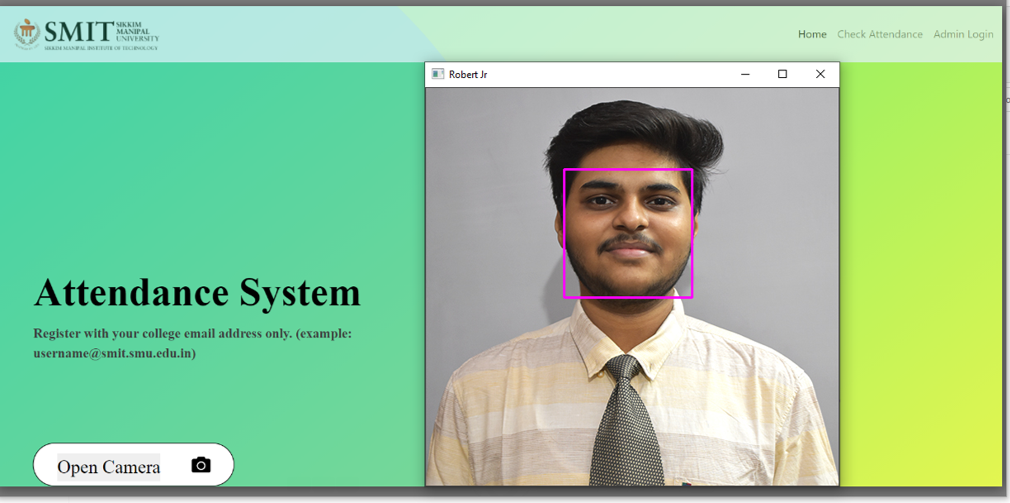 SMIT SIKKIM
MANIPAL
UNIVERSITY
SIKKIM MANIPAL INSTITUTE OF TECHNOLOGY
Home Check Attendance Admin Login
Robert Jr
Attendance System
Register with your college email address only. (example:
username@smit.smu.edu.in)
Open Camera